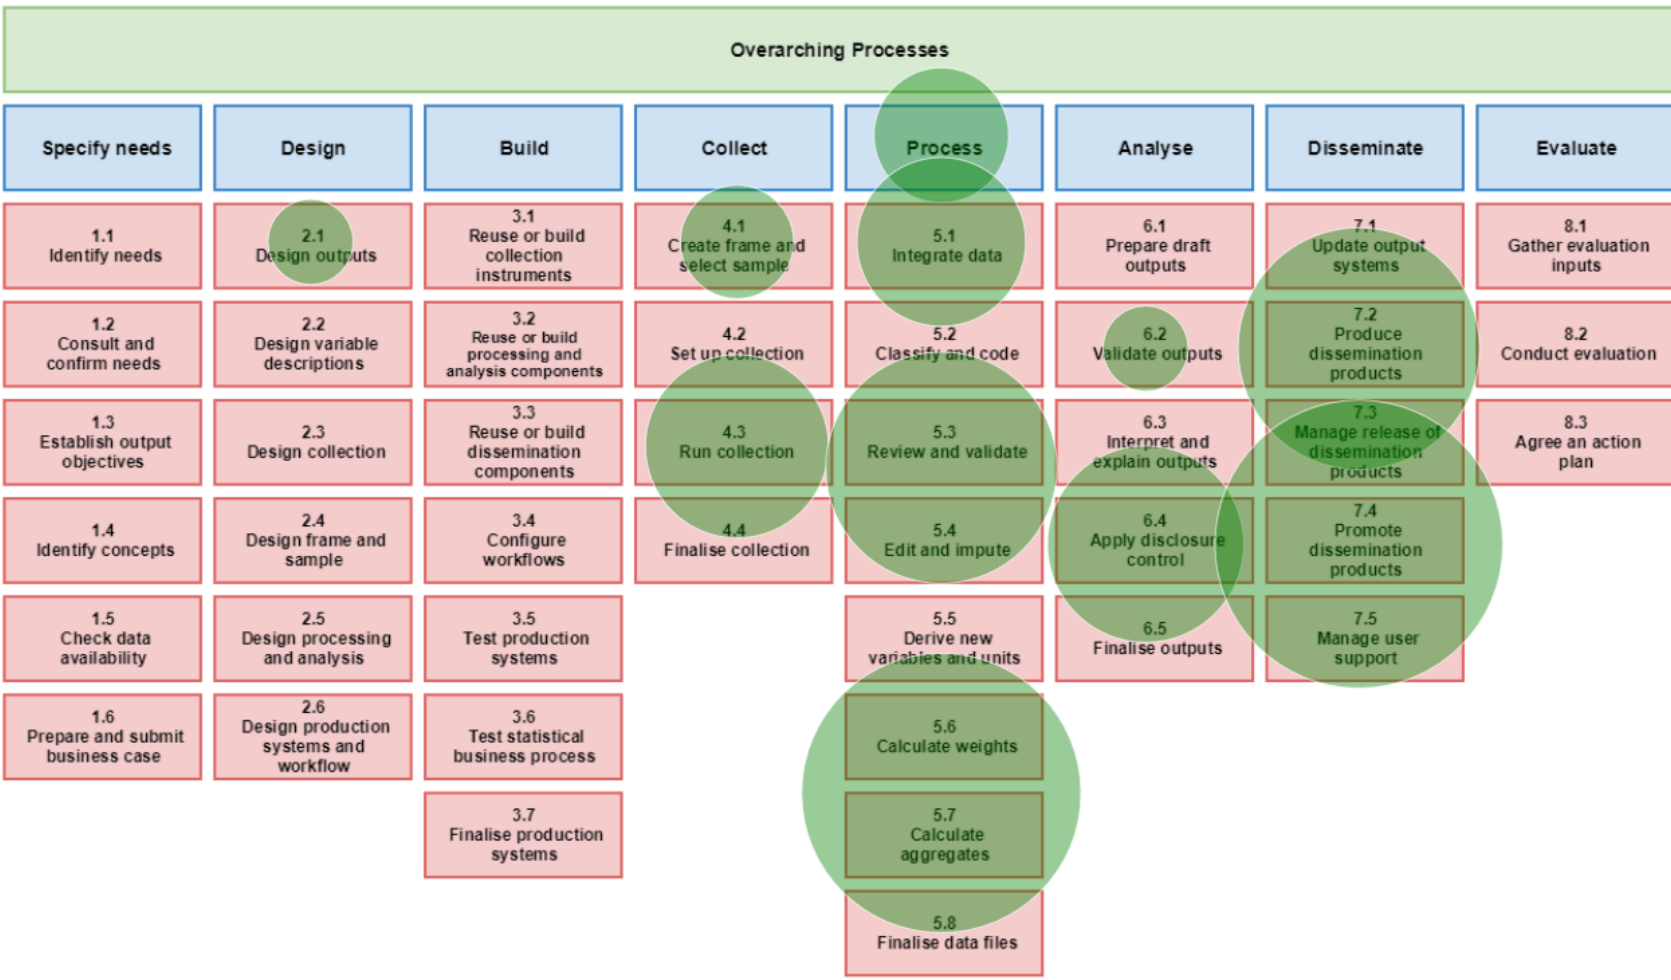 Overarching Processes
Specify needs
Design
Build
Collect
Process
Analyse
Disseminate
Evaluate
1.1
Identify needs
1.2
Consult and
confirm needs
1.3
Establish output
objectives
1.4
Identify concepts
1.5
Check data
availability
1.6
Prepare and submit
business case
2.1
Design outputs
2.2
Design variable
descriptions
2.3
Design collection
2.4
Design frame and
sample
2.5
Design processing
and analysis
2.6
Design production
systems and
workflow
3.1
Reuse or build
collection
instruments
3.2
Reuse or build
processing and
analysis components
3.3
Reuse or build
dissemination
components
3.4
Configure
workflows
3.5
Test production
systems
3.6
Test statistical
business process
3.7
Finalise production
systems
4.1
Create frame and
select sample
4.2
Set up collection
4.3
Run collection
4.4
Finalise collection
5.1
Integrate data
5.2
Classify and code
5.3
Review and validate
5.4
Edit and impute
5.5
Derive new
variables and units
5.6
Calculate weights
5.7
Calculate
aggregates
5.8
Finalise data files
6.1
Prepare draft
outputs
6.2
Validate outputs
6.3
Interpret and
explain outputs
6.4
Apply disclosure
control
6.5
Finalise outputs
7.1
Update output
systems
7.2
Produce
dissemination
products
7.3
Manage release of
dissemination
products
7.4
Promote
dissemination
products
7.5
Manage user
support
8.1
Gather evaluation
inputs
8.2
Conduct evaluation
8.3
Agree an action
plan